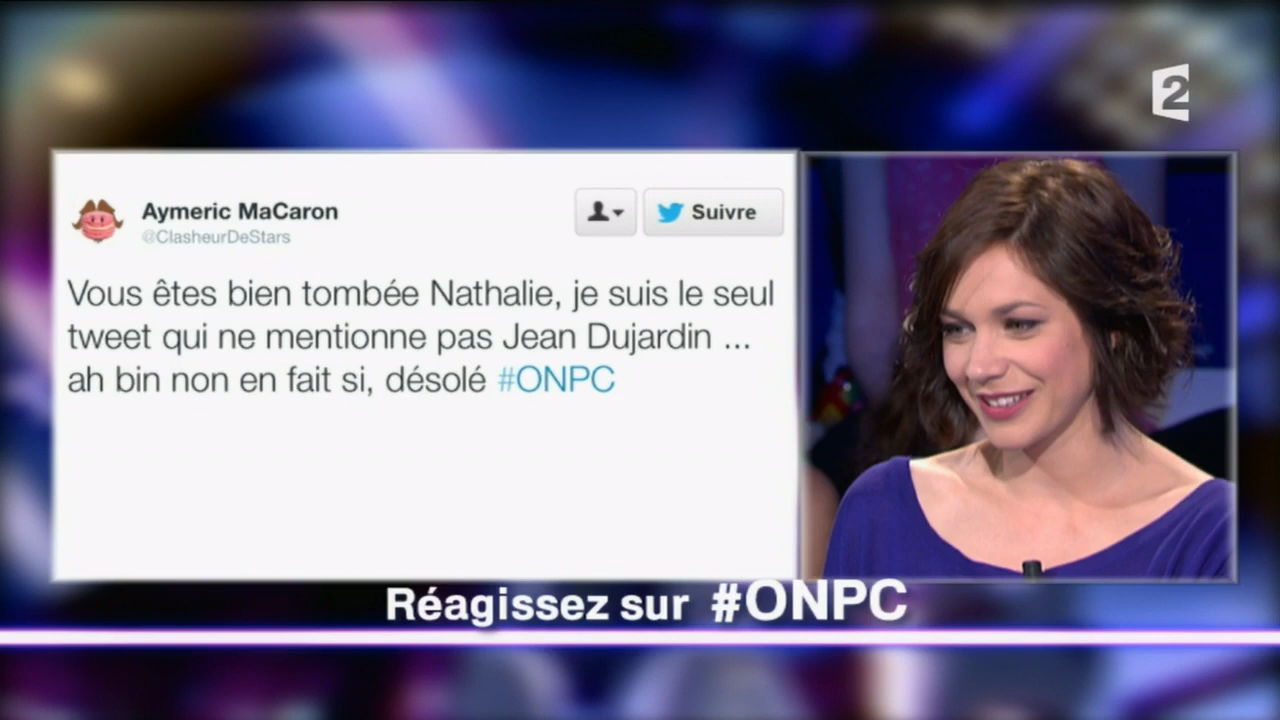 2
Aymeric MaCaron
@ClasheurDeStars
Suivre
Vous êtes bien tombée Nathalie, je suis le seul
tweet qui ne mentionne pas Jean Dujardin ...
ah bin non en fait si, désolé #ONPC
Réagissez sur #ONPC